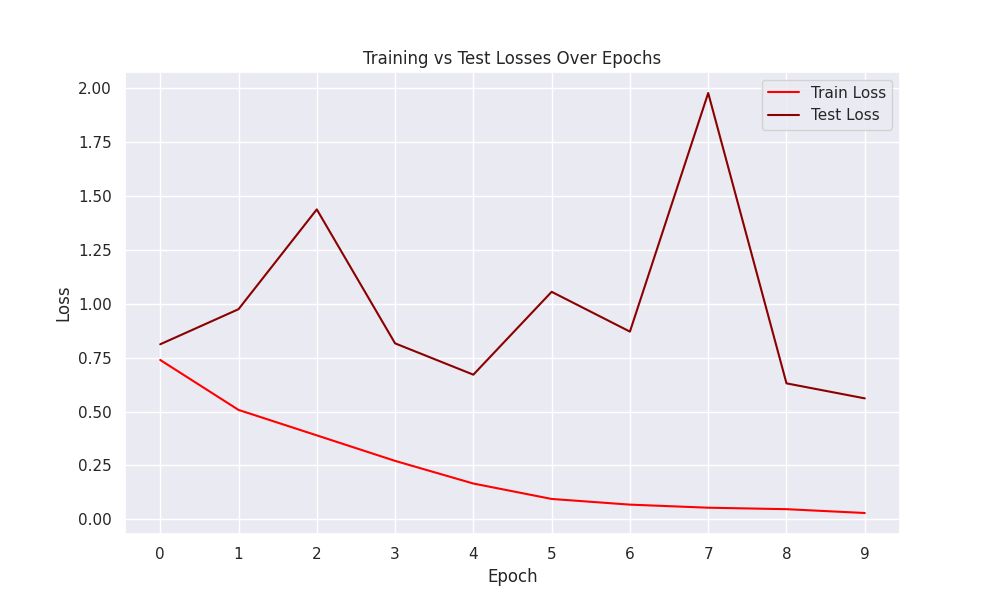 Training vs Test Losses Over Epochs
Train Loss
Test Loss
2.00
1.75
1.50
1.25
1.00
0.75
0.50
0.25
0.00
Loss
0 1 2 3 4 5 6 7 8 9
Epoch